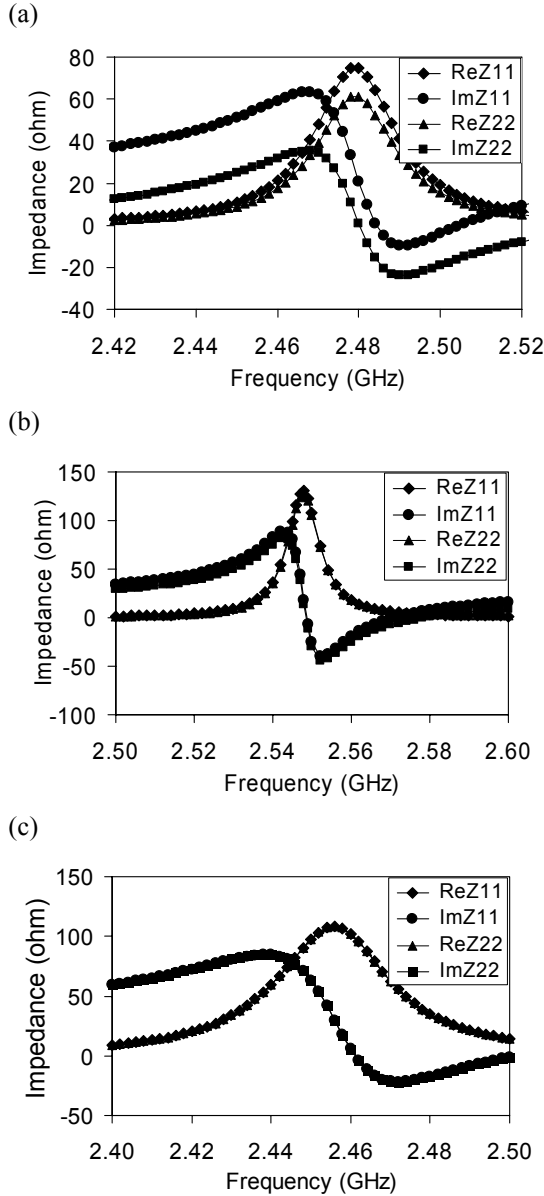 (a)
80
60
40
20
0
-20
-40
Impedance (ohm)
ReZ11
ImZ11
ReZ22
ImZ22
2.42 2.44 2.46 2.48 2.50 2.52
Frequency (GHz)
(b)
150
100
50
0
-50
-100
Impedance (ohm)
ReZ11
ImZ11
ReZ22
ImZ22
2.50 2.52 2.54 2.56 2.58 2.60
Frequency (GHz)
(c)
150
100
50
0
-50
Impedance (ohm)
ReZ11
ImZ11
ReZ22
ImZ22
2.40 2.42 2.44 2.46 2.48 2.50
Frequency (GHz)